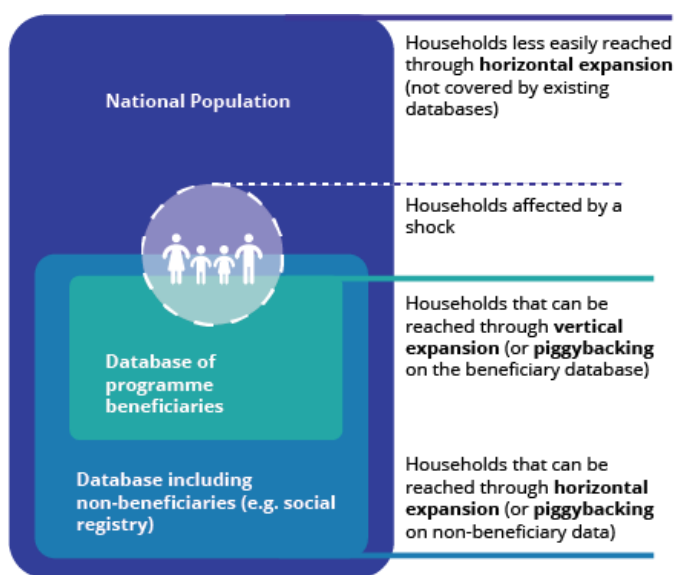 National Population
Database of
programme
beneficiaries
Database including
non-beneficiaries (e.g. social
registry)
Households less easily reached
through horizontal expansion
(not covered by existing
databases)
Households affected by a
shock
Households that can be
reached through vertical
expansion (or piggybacking
on the beneficiary database)
Households that can be
reached through horizontal
expansion (or piggybacking
on non-beneficiary data)